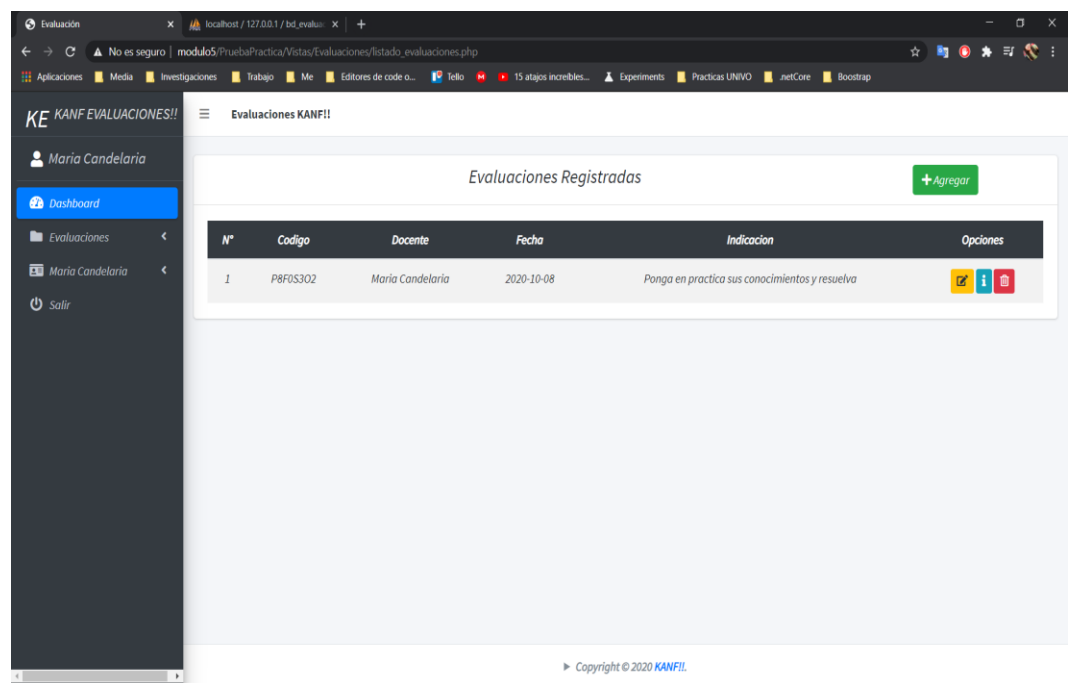 Evaluación
localhost / 127.0.0.1 / bd_evaluac
No es seguro | modulo5/PruebaPractica/Vistas/Evaluaciones/listado_evaluaciones.php
Aplicaciones Media Investigaciones Trabajo Me Editores de code o... Tello 15 atajos increíbles... Experiments Practicas UNIVO .netCore Boostrap
KE KANF EVALUACIONES!!
Evaluaciones KANF!!
Maria Candelaria
Dashboard
Evaluaciones
Maria Candelaria
Salir
Evaluaciones Registradas
Agregar
N° Codigo Docente Fecha Indicacion Opciones
1 P8F0S3O2 Maria Candelaria 2020-10-08 Ponga en practica sus conocimientos y resuelva
Copyright © 2020 KANF!!.